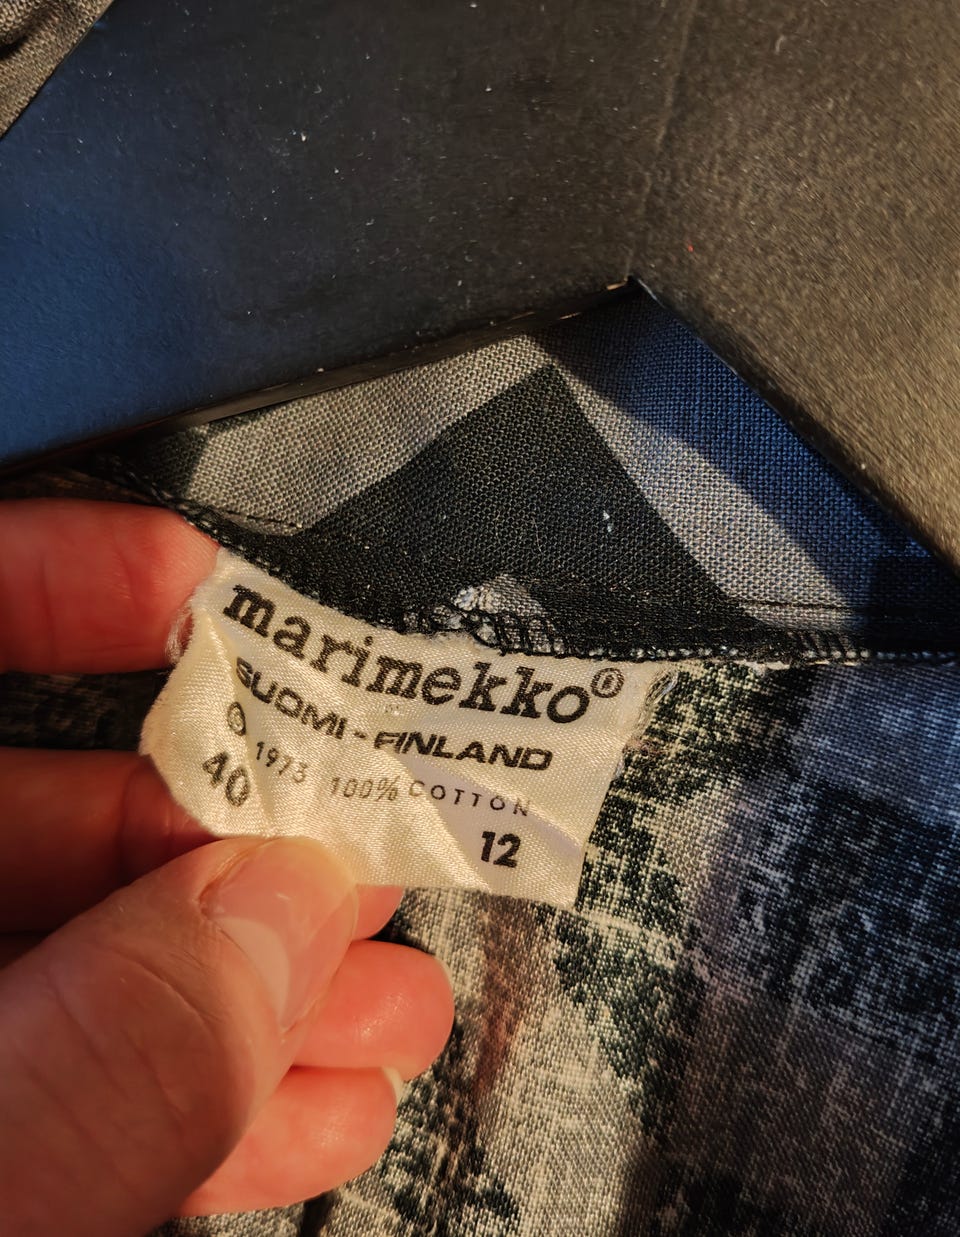 marimekko®
SUOMI-FINLAND
© 1973 100% COTTON
40 12